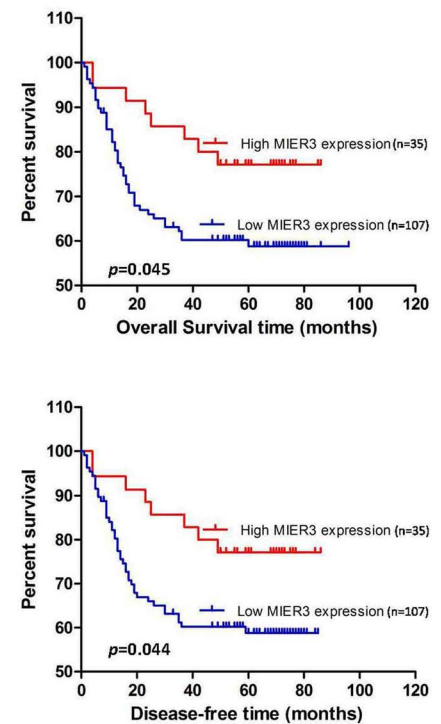 110
100
90
80
70
60
50
Percent survival
High MIER3 expression (n=35)
Low MIER3 expression (n=107)
p=0.045
0 20 40 60 80 100 120
Overall Survival time (months)
110
100
90
80
70
60
50
Percent survival
High MIER3 expression (n=35)
Low MIER3 expression (n=107)
p=0.044
0 20 40 60 80 100 120
Disease-free time (months)